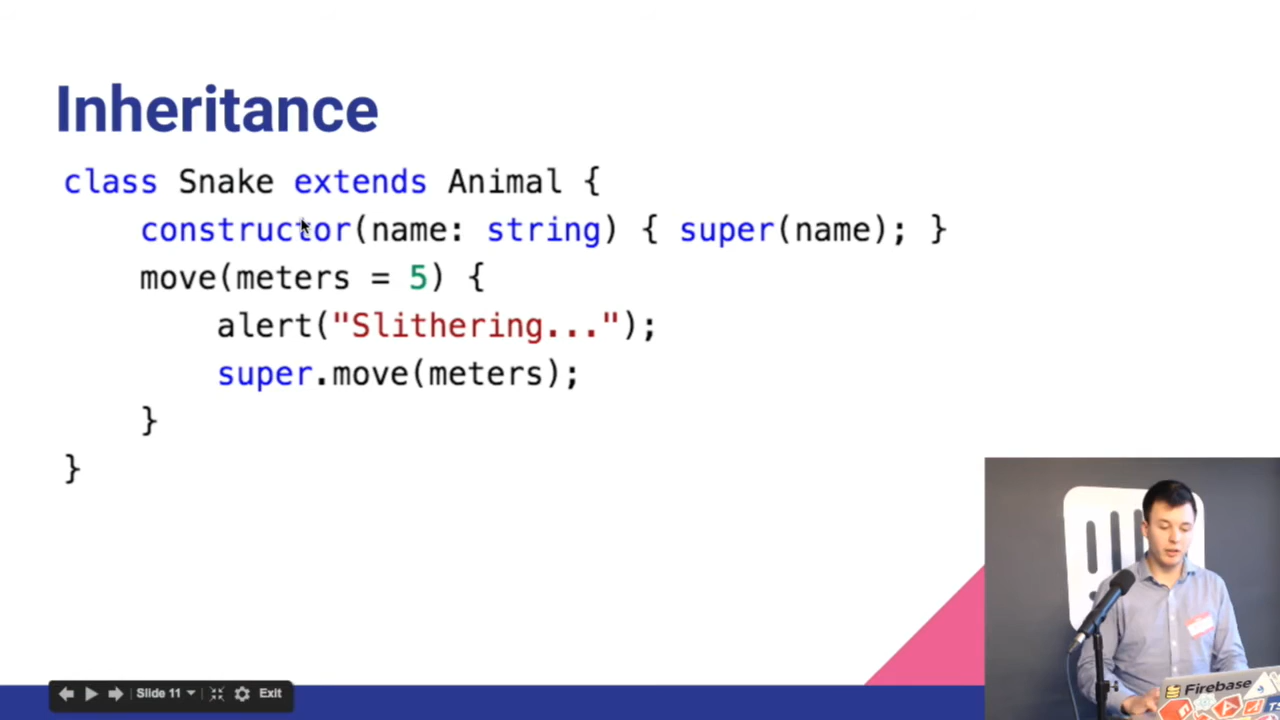 Inheritance
class Snake extends Animal {
constructor(name: string) { super(name); }
move(meters = 5) {
alert("Slithering...");
super.move(meters);
}
}
Slide 11
Exit
Firebase
TS